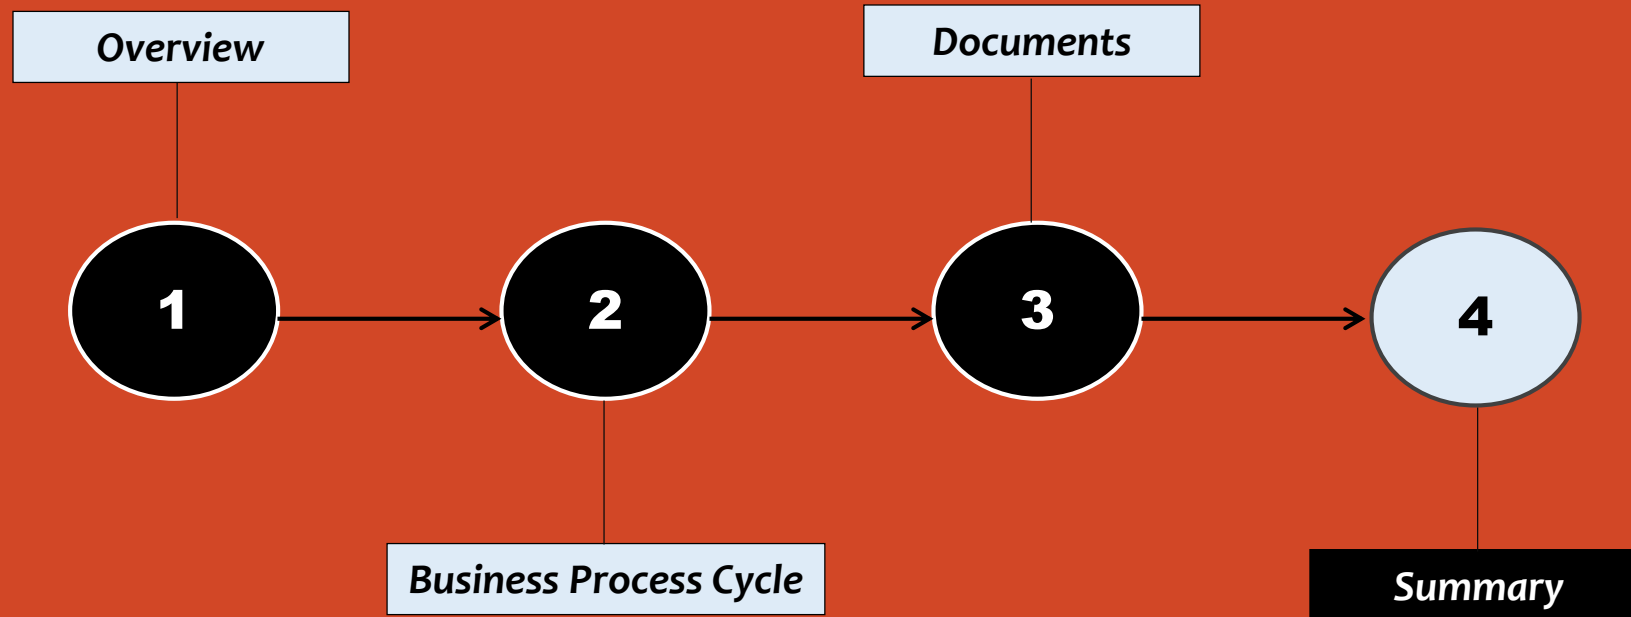 Overview
Documents
1
2
3
4
Business Process Cycle
Summary